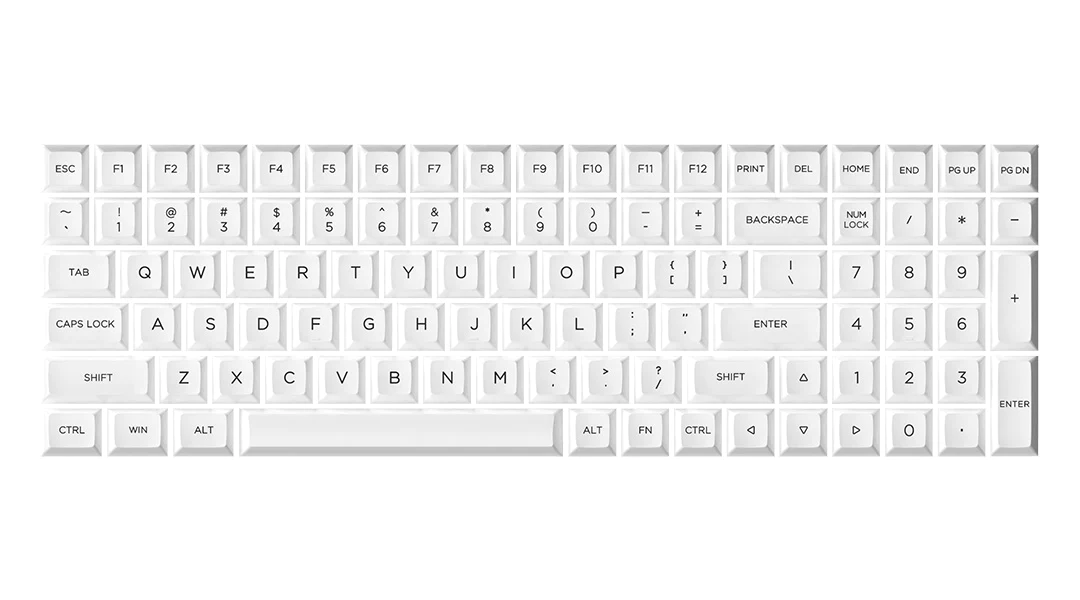 ESC F1 F2 F3 F4 F5 F6 F7 F8 F9 F10 F11 F12 PRINT DEL HOME END PG UP PG DN
~ ! @ # $ % ^ & * ( ) — +
` 1 2 3 4 5 6 7 8 9 0 - = BACKSPACE NUM LOCK / * −
TAB Q W E R T Y U I O P { } | 7 8 9
[ ] \
+
CAPS LOCK A S D F G H J K L : " ENTER 4 5 6
; '
SHIFT Z X C V B N M < > ? SHIFT △ 1 2 3
, . /
ENTER
CTRL WIN ALT ALT FN CTRL ◁ ▽ ▷ 0 .